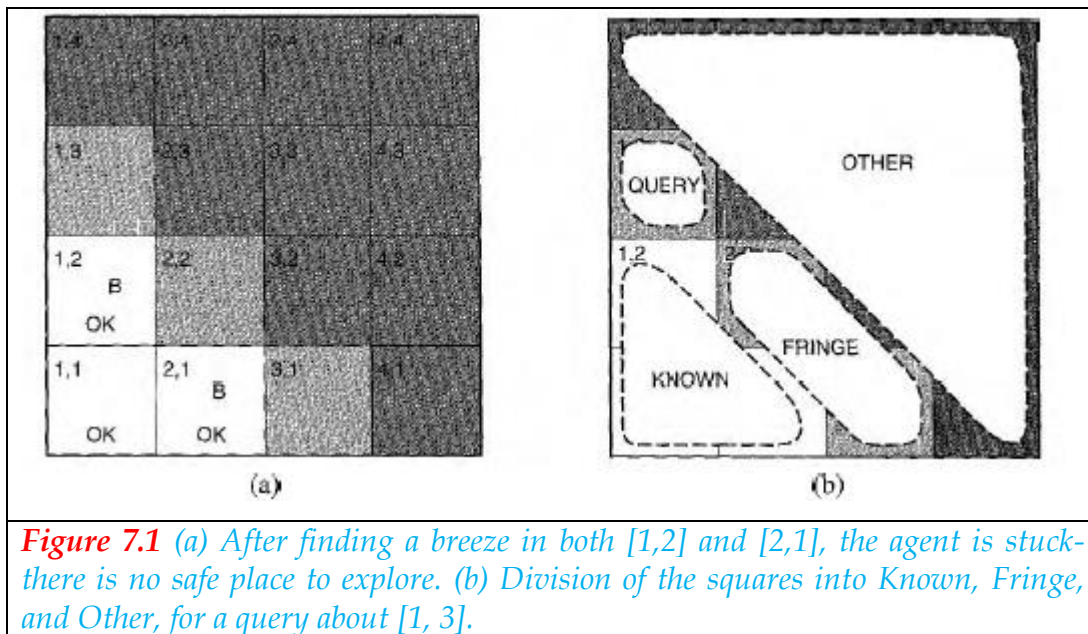 1,4 2,4 3,4 4,4
1,3 2,3 3,3 4,3
QUERY
OTHER
1,2 2,2 3,2 4,2
B
OK
1,2
FRINGE
1,1 2,1 3,1 4,1
B
OK OK
KNOWN
(a) (b)
Figure 7.1 (a) After finding a breeze in both [1,2] and [2,1], the agent is stuck-
there is no safe place to explore. (b) Division of the squares into Known, Fringe,
and Other, for a query about [1, 3].